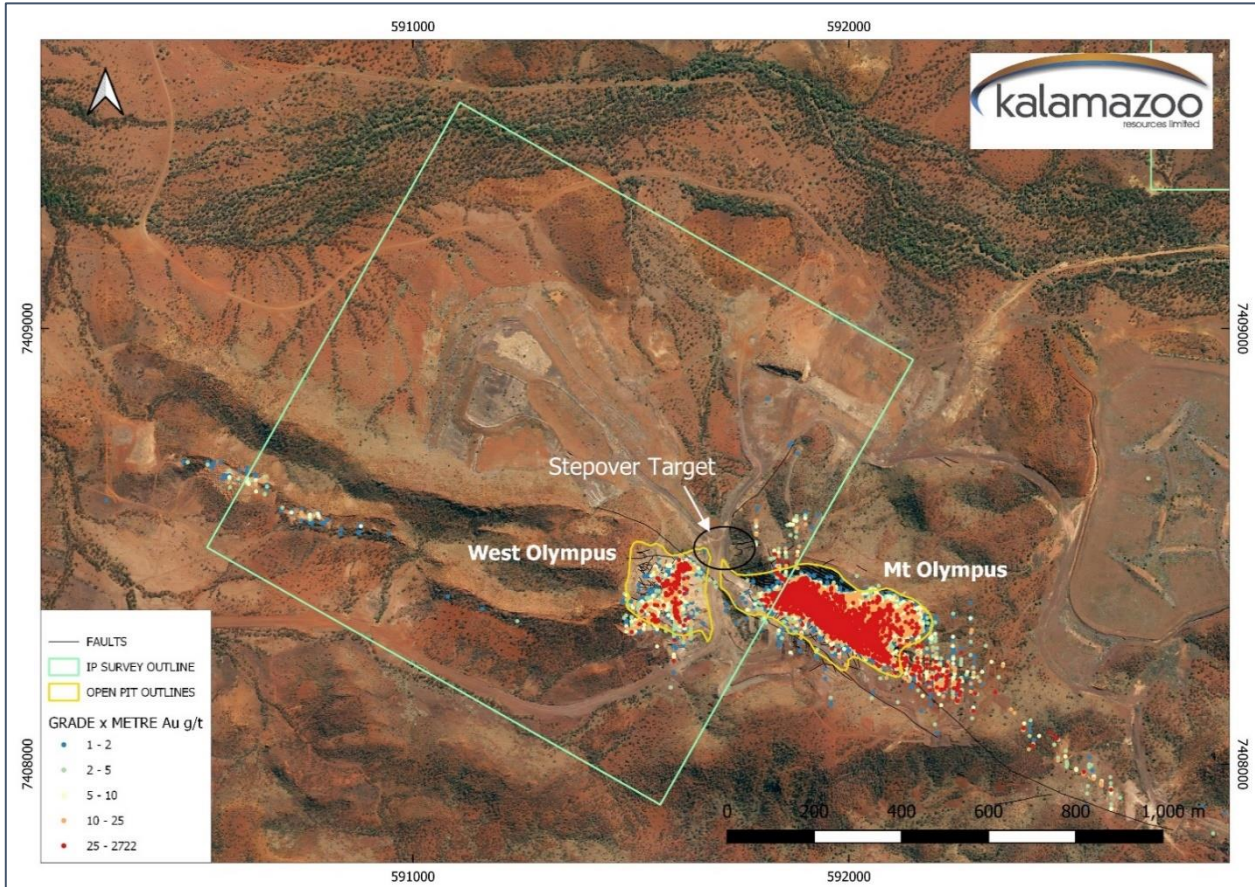 591000
592000
kalamazoo
resources limited
7409000
7409000
Stepover Target
West Olympus
Mt Olympus
FAULTS
IP SURVEY OUTLINE
OPEN PIT OUTLINES
GRADE x METRE Au g/t
1 - 2
2 - 5
5 - 10
10 - 25
25 - 2722
7408000
7408000
0 200 400 600 800 1,000 m
591000
592000